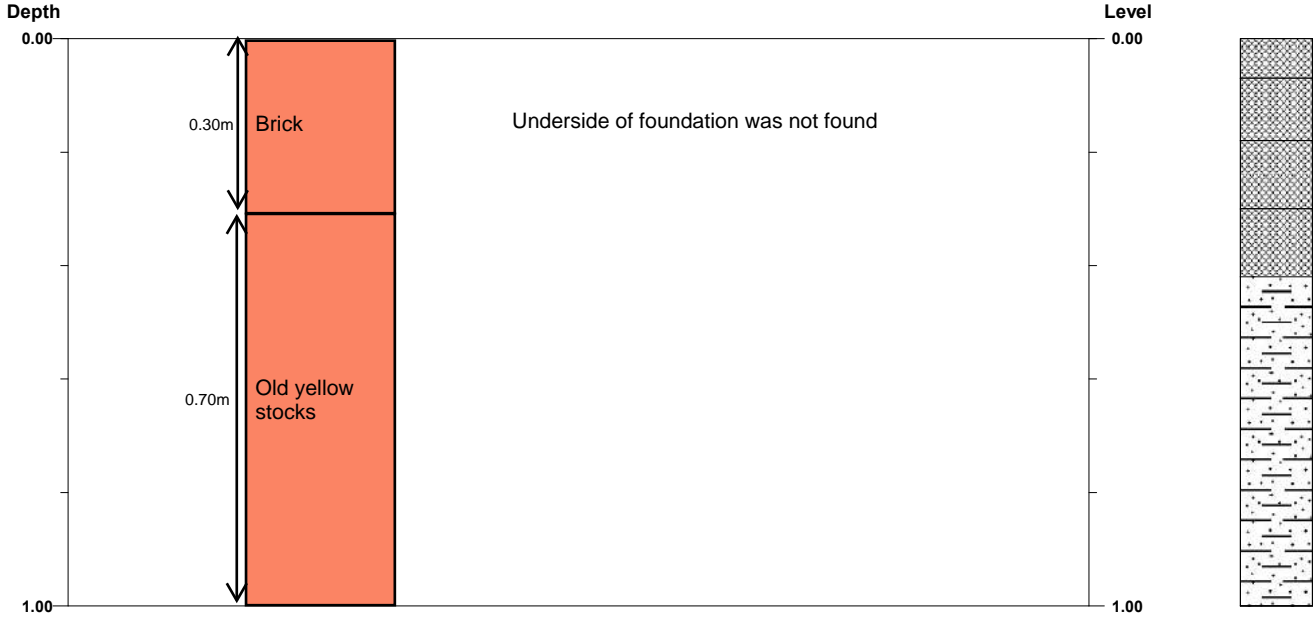 Depth
Level
0.00
0.00
0.30m
Brick
Underside of foundation was not found
0.70m
Old yellow
stocks
1.00
1.00